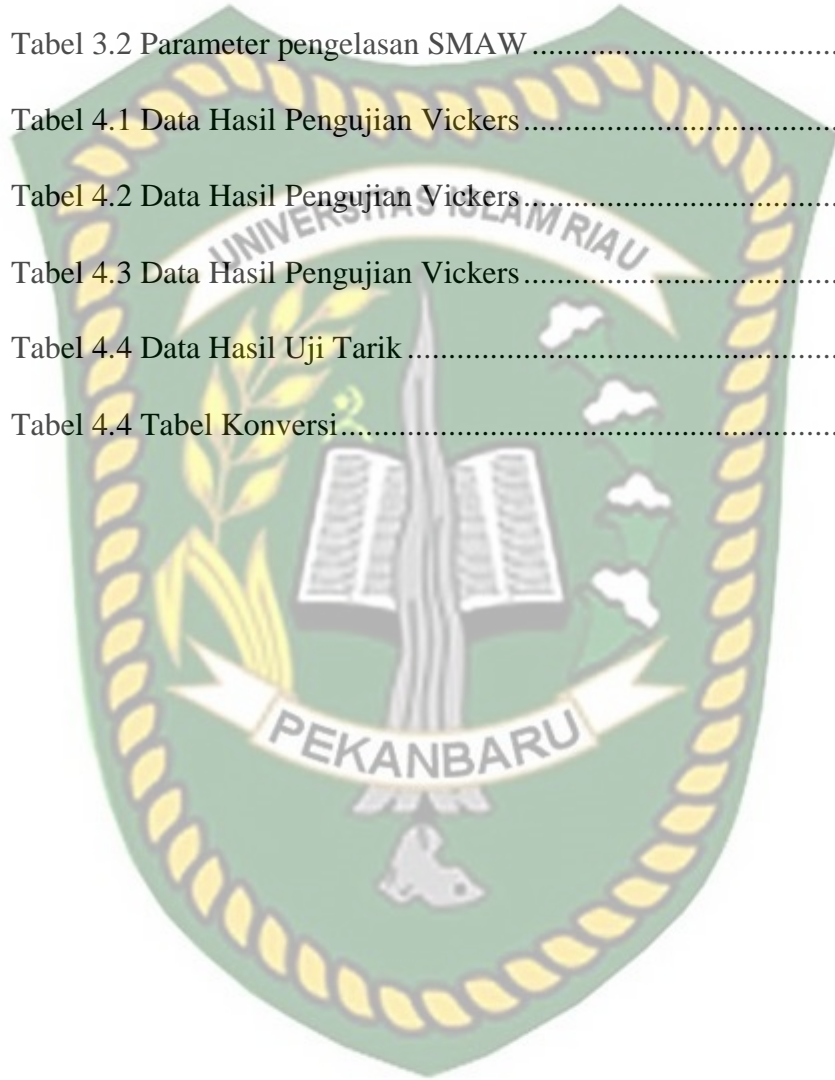 Tabel 3.2 Parameter pengelasan SMAW......................................
Tabel 4.1 Data Hasil Pengujian Vickers......................................
Tabel 4.2 Data Hasil Pengujian Vickers......................................
UNIVERSITAS ISLAM RIAU
Tabel 4.3 Data Hasil Pengujian Vickers......................................
Tabel 4.4 Data Hasil Uji Tarik ....................................................
Tabel 4.4 Tabel Konversi.............................................................
PEKANBARU